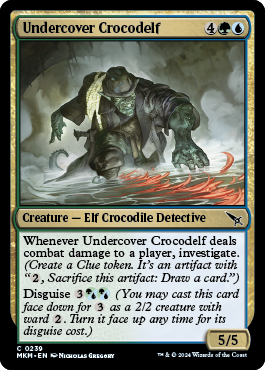 Undercover Crocodelf 4
Creature — Elf Crocodile Detective
Whenever Undercover Crocodelf deals
combat damage to a player, investigate.
(Create a Clue token. It's an artifact with
“2, Sacrifice this artifact: Draw a card.”)
Disguise 3 (You may cast this card
face down for 3 as a 2/2 creature with
ward 2. Turn it face up any time for its
disguise cost.)
5/5
C 0239
MKM • EN Nicholas Gregory
™ & © 2024 Wizards of the Coast